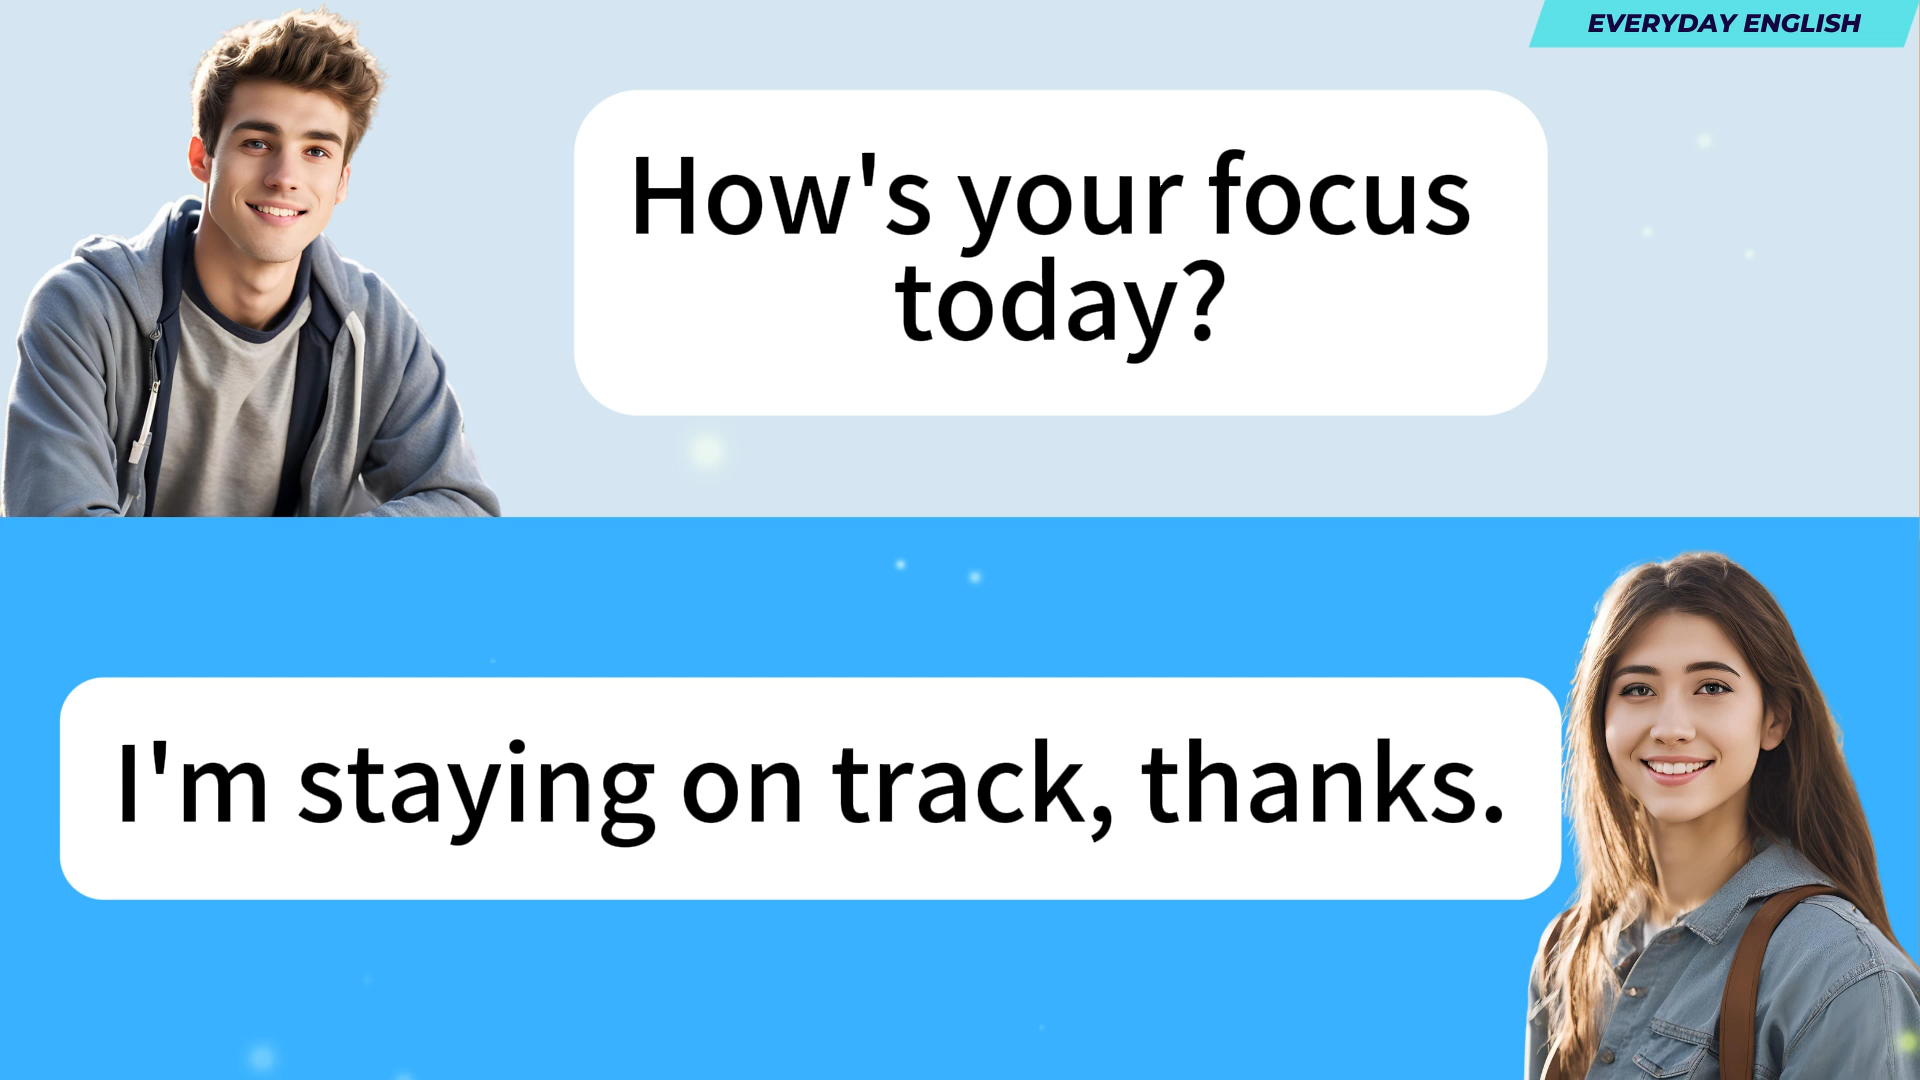 EVERYDAY ENGLISH
How's your focus
today?
I'm staying on track, thanks.